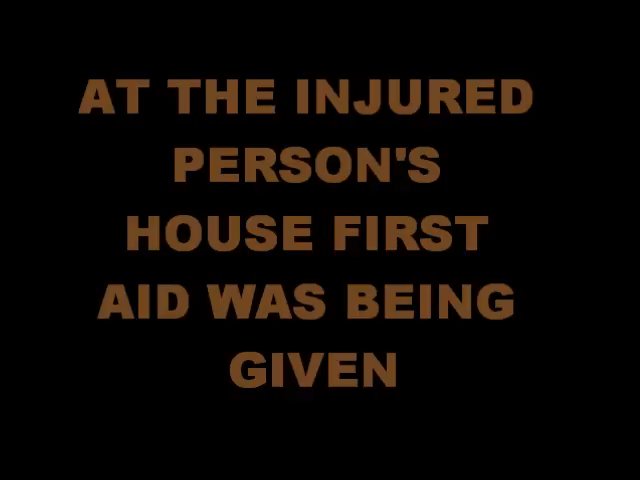 AT THE INJURED
PERSON'S
HOUSE FIRST
AID WAS BEING
GIVEN